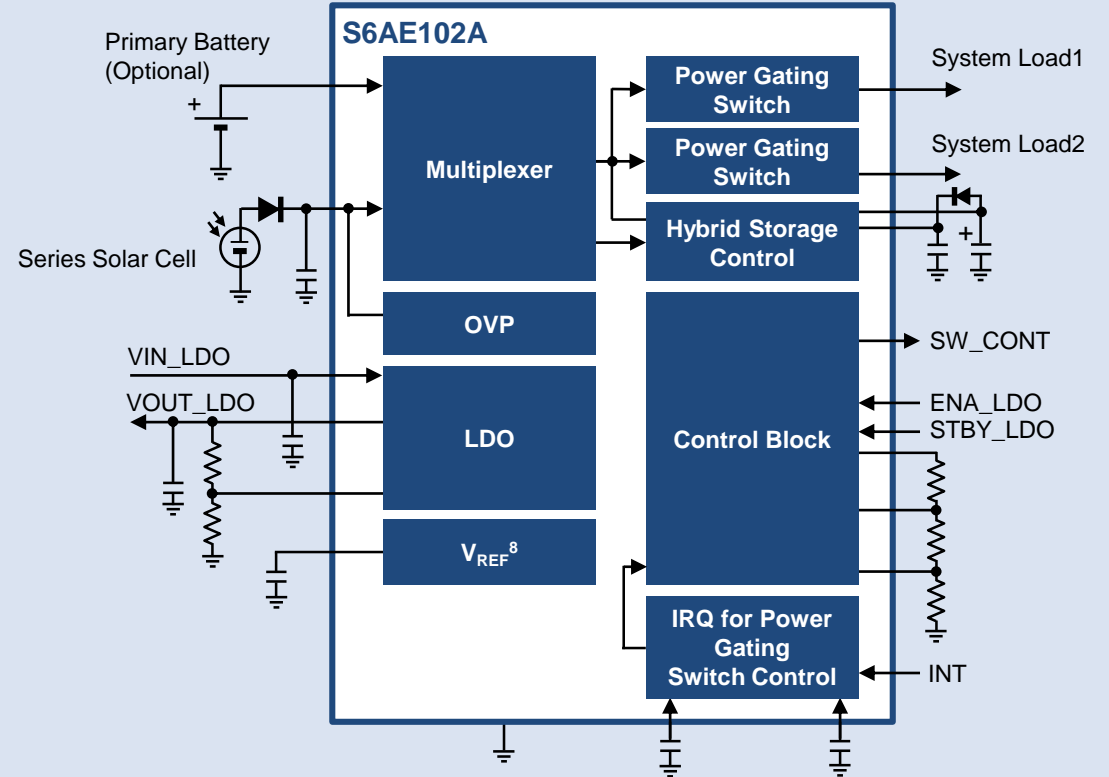 S6AE102A
Primary Battery
(Optional)
+
Series Solar Cell
VIN_LDO
VOUT_LDO
Multiplexer
OVP
LDO
VREF8
Power Gating
Switch
Power Gating
Switch
Hybrid Storage
Control
Control Block
IRQ for Power
Gating
Switch Control
System Load1
System Load2
+
SW_CONT
ENA_LDO
STBY_LDO
INT